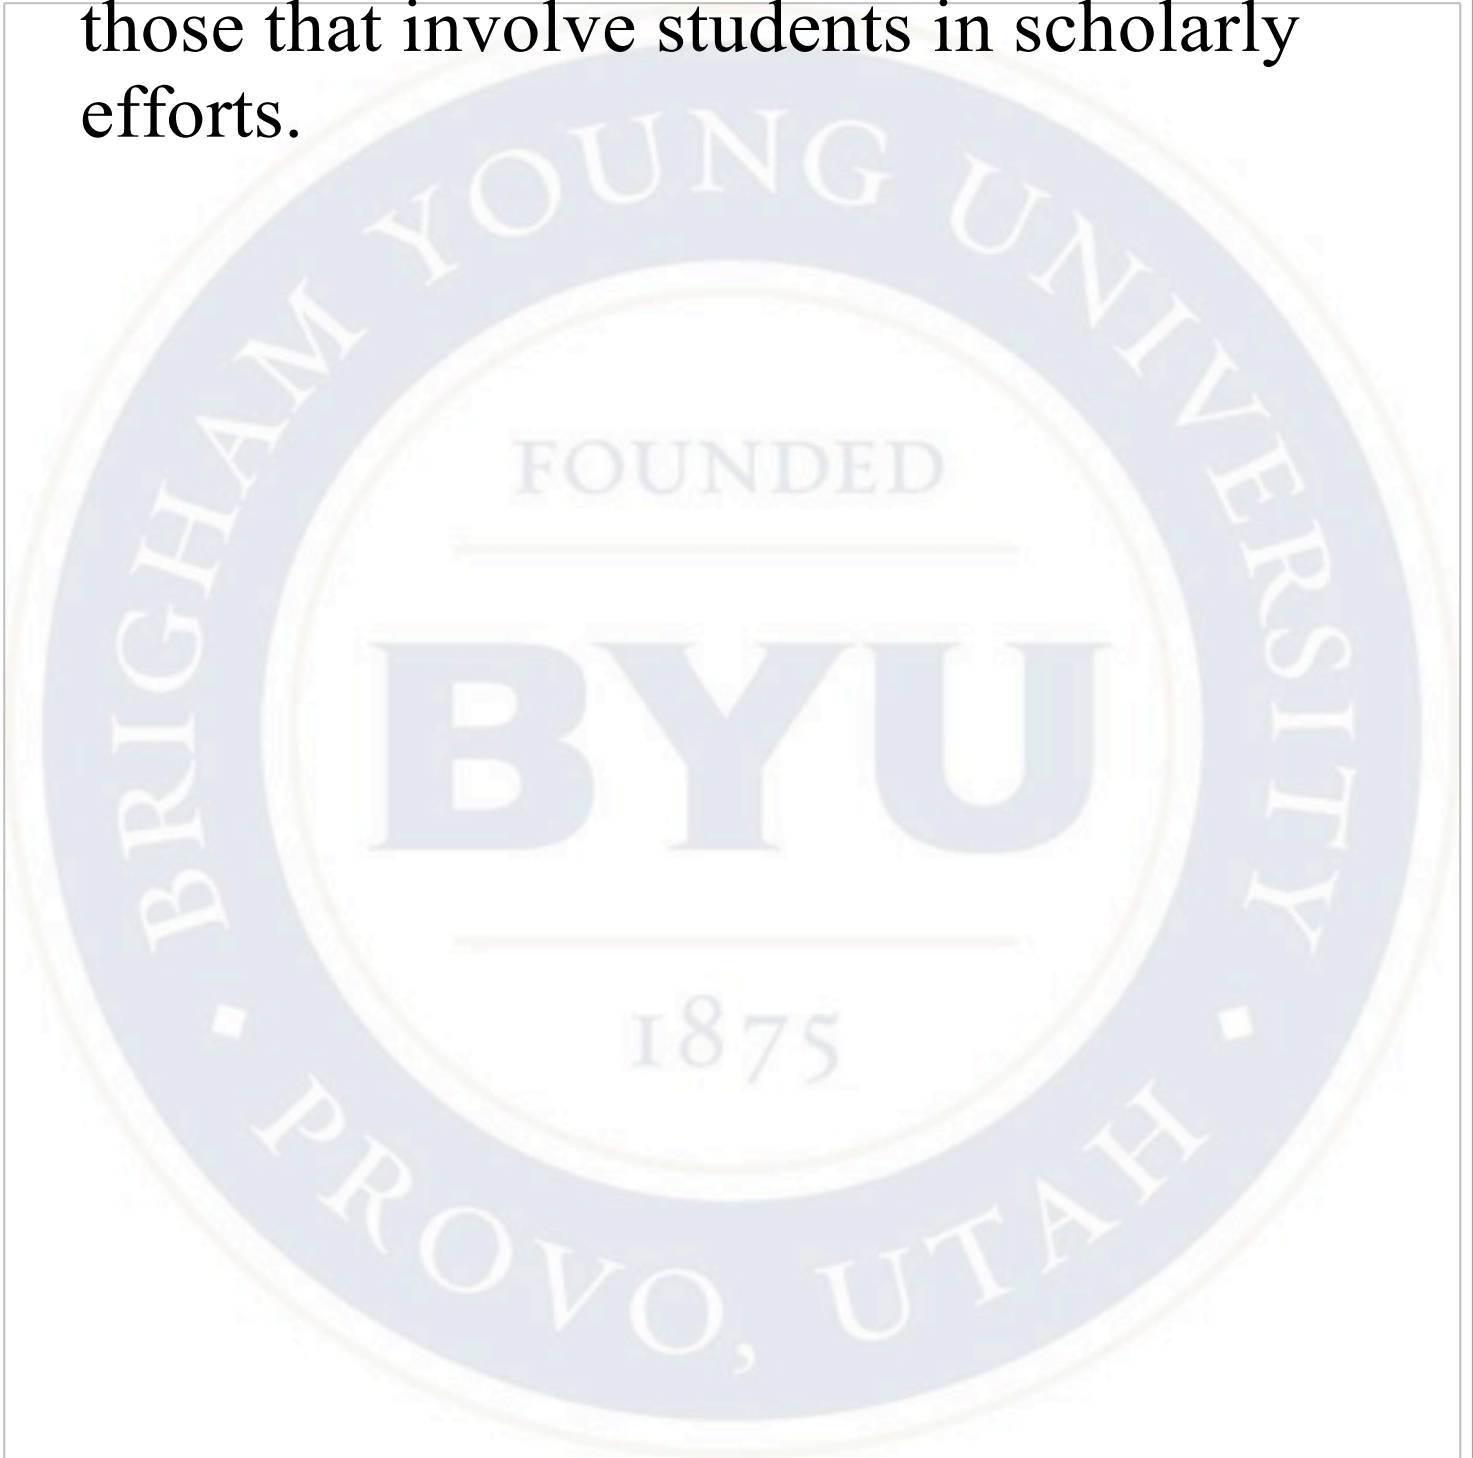 those that involve students in scholarly
efforts.
BRIGHAM YOUNG UNIVERSITY
FOUNDED
BYU
1875
PROVO, UTAH